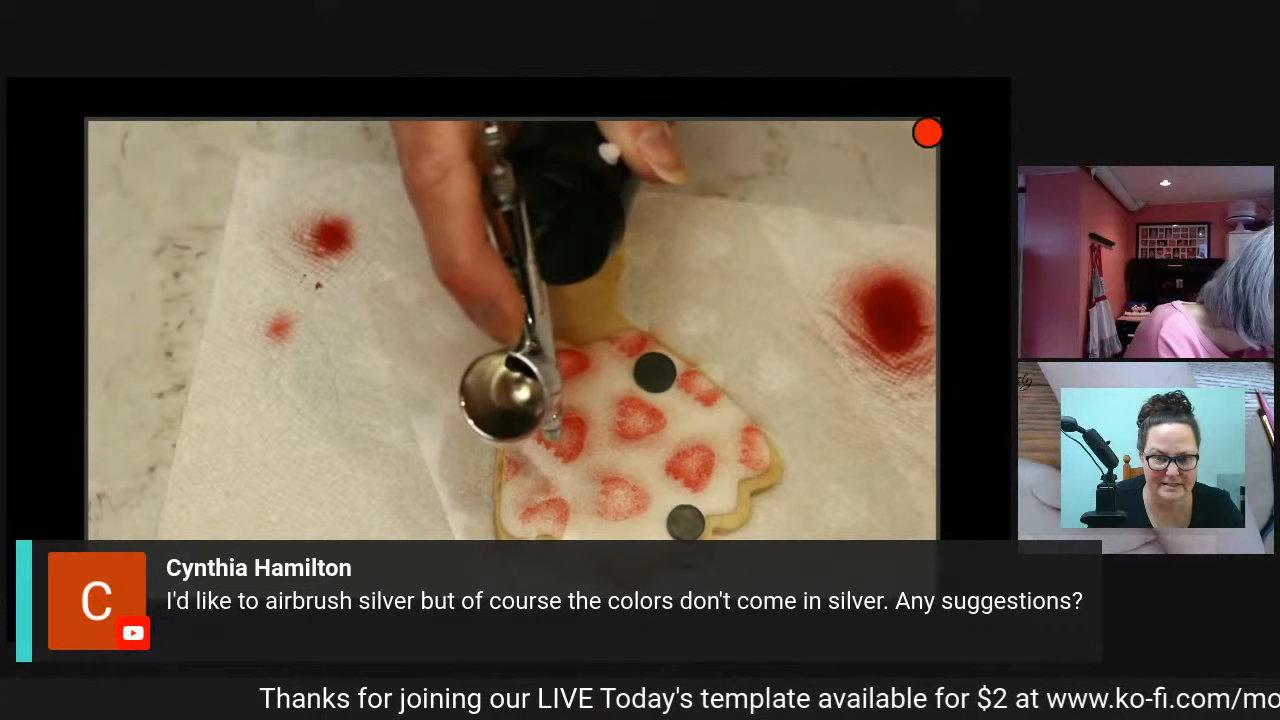 Cynthia Hamilton
C
I'd like to airbrush silver but of course the colors don't come in silver. Any suggestions?
Thanks for joining our LIVE Today's template available for $2 at www.ko-fi.com/mo